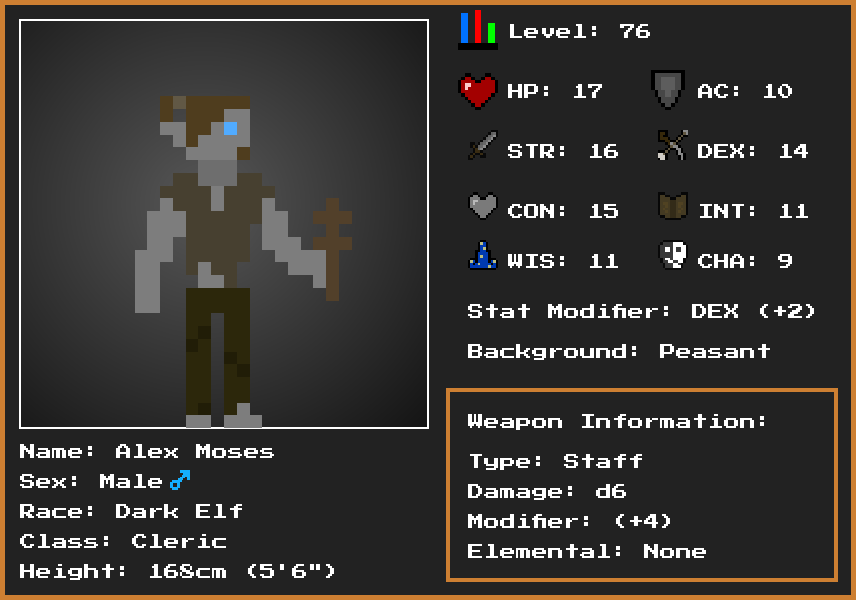 Level: 76
HP: 17 AC: 10
STR: 16 DEX: 14
CON: 15 INT: 11
WIS: 11 CHA: 9
Stat Modifier: DEX (+2)
Background: Peasant
Weapon Information:
Type: Staff
Damage: d6
Modifier: (+4)
Elemental: None
Name: Alex Moses
Sex: Male ♂
Race: Dark Elf
Class: Cleric
Height: 168cm (5'6")